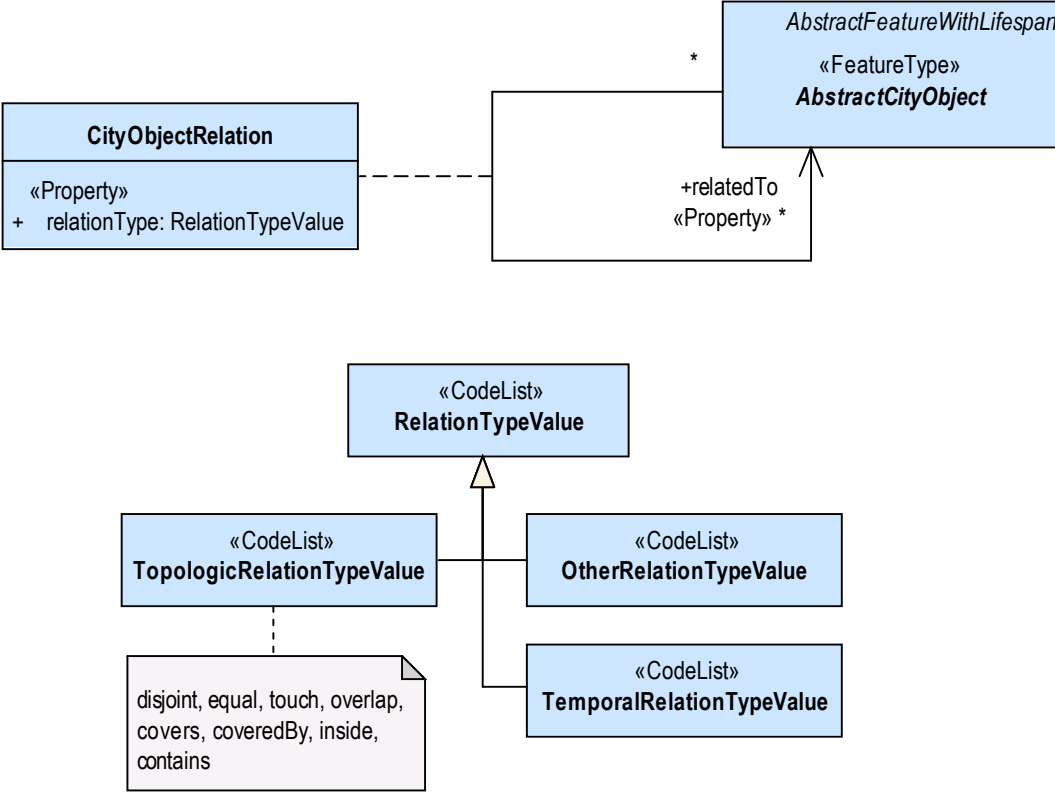 AbstractFeatureWithLifespan
«FeatureType»
AbstractCityObject
*
CityObjectRelation
«Property»
+ relationType: RelationTypeValue
+relatedTo
«Property» *
«CodeList»
RelationTypeValue
«CodeList»
TopologicRelationTypeValue
«CodeList»
OtherRelationTypeValue
«CodeList»
TemporalRelationTypeValue
disjoint, equal, touch, overlap,
covers, coveredBy, inside,
contains